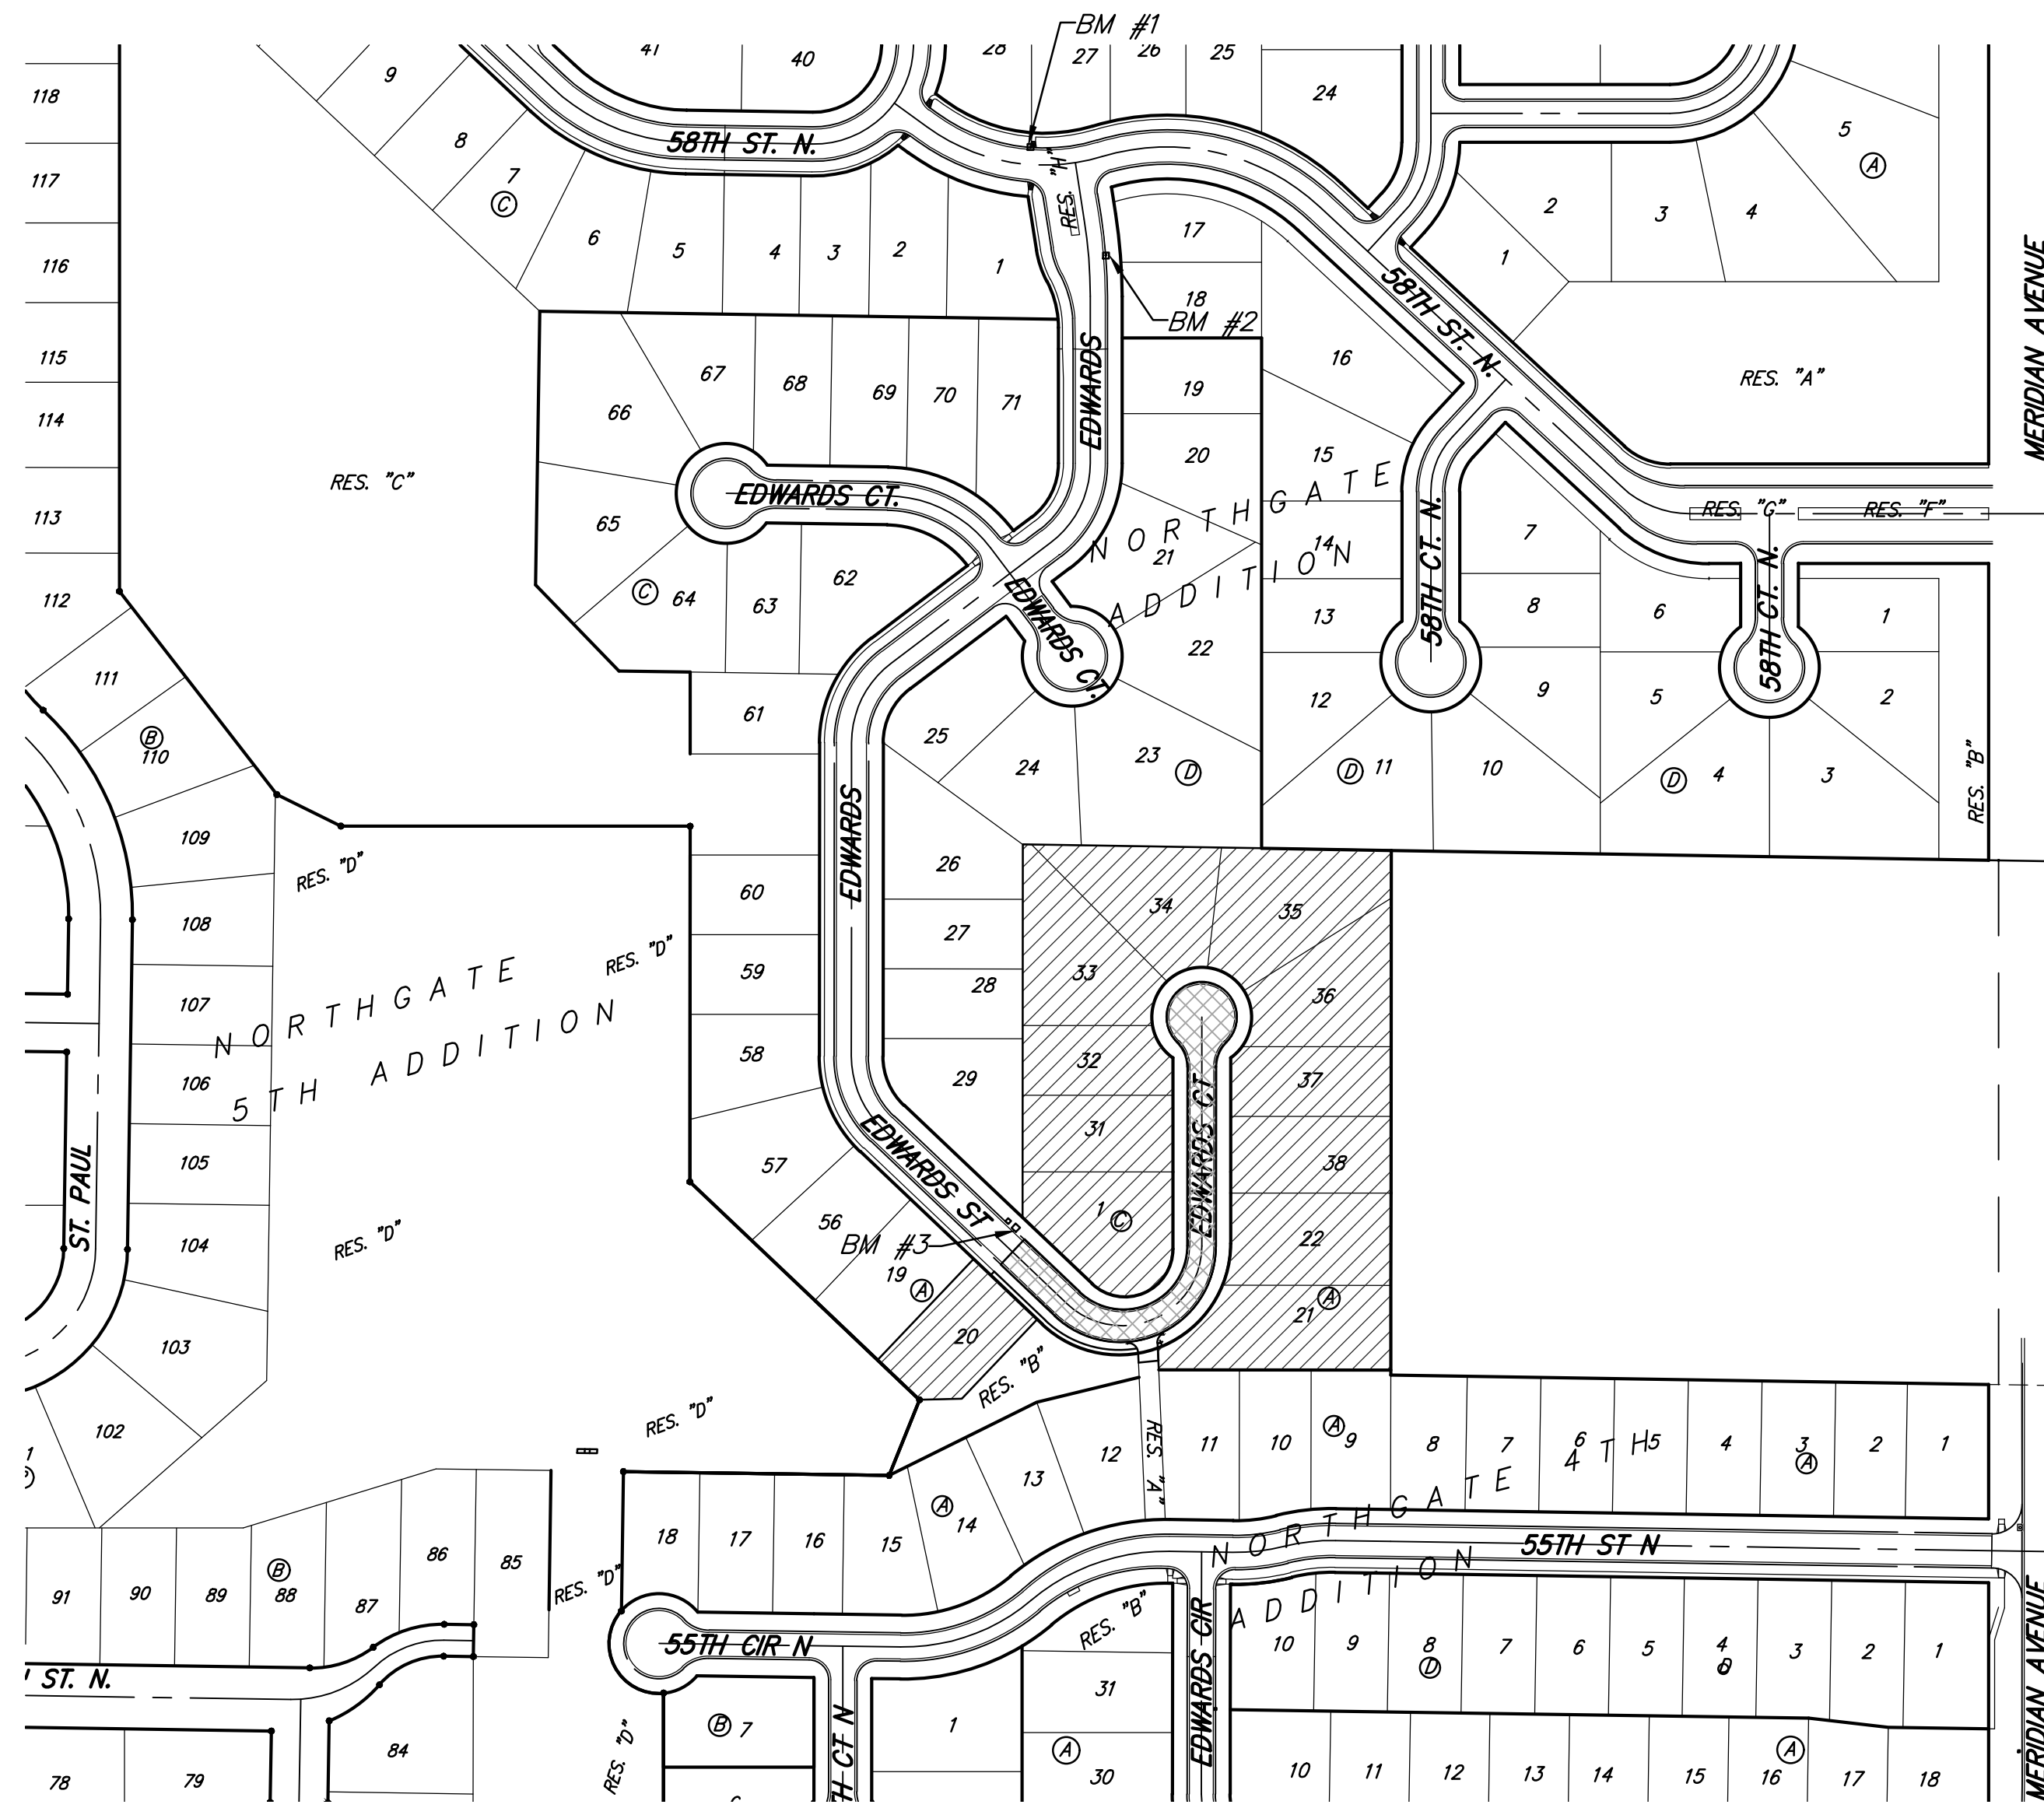 BM #1
41
40
28
27
26
25
24
9
8
7
C
6
5
4
3
2
1
58TH ST. N.
"H"
RES.
17
18
BM #2
58TH ST. N.
1
2
3
4
5
A
RES. "A"
MERIDIAN AVENUE
118
117
116
115
114
113
112
111
B
110
109
108
107
106
105
104
103
102
RES. "C"
66
67
68
69
70
71
65
C
64
63
62
61
EDWARDS CT.
EDWARDS
EDWARDS CT.
19
20
21
22
23
D
24
25
NORTHGATE
ADDITION
16
15
14
13
12
D
11
10
9
8
7
58TH CT. N.
RES. "G"
RES. "F"
58TH CT. N.
6
5
D
4
3
2
1
RES. "B"
RES. "D"
RES. "D"
NORTHGATE
5TH ADDITION
RES. "D"
ST. PAUL
60
59
58
57
56
19
A
20
EDWARDS
EDWARDS ST
BM #3
26
27
28
29
34
35
33
36
32
37
31
38
1
C
22
21
A
EDWARDS CT
RES. "B"
RES. "D"
RES. "A"
12
11
10
A
9
8
7
6
5
4
3
A
2
1
NORTHGATE 4TH
ADDITION
13
A
14
15
16
17
18
55TH ST N
55TH CIR N
RES. "D"
RES. "B"
EDWARDS CIR
91
90
89
B
88
87
86
85
ST. N.
78
79
84
RES. "D"
B
7
1
31
A
30
10
9
8
D
7
6
5
4
3
2
1
10
11
12
13
14
15
16
A
17
18
MERIDIAN AVENUE